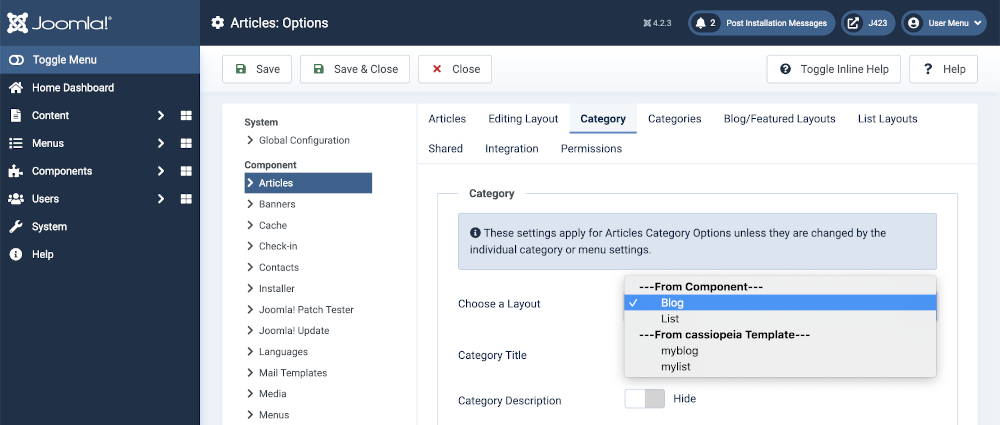 Joomla!
Articles: Options
4.2.3
2 Post Installation Messages
J423
User Menu
Toggle Menu
Home Dashboard
Content
Menus
Components
Users
System
Help
Save
Save & Close
Close
Toggle Inline Help
? Help
System
Global Configuration
Component
Articles
Banners
Cache
Check-in
Contacts
Installer
Joomla! Patch Tester
Joomla! Update
Languages
Mail Templates
Media
Menus
Articles Editing Layout Category Categories Blog/Featured Layouts List Layouts
Shared Integration Permissions
Category
These settings apply for Articles Category Options unless they are changed by the
individual category or menu settings.
Choose a Layout
---From Component---
Blog
List
---From cassiopeia Template---
myblog
mylist
Category Title
Category Description
Hide